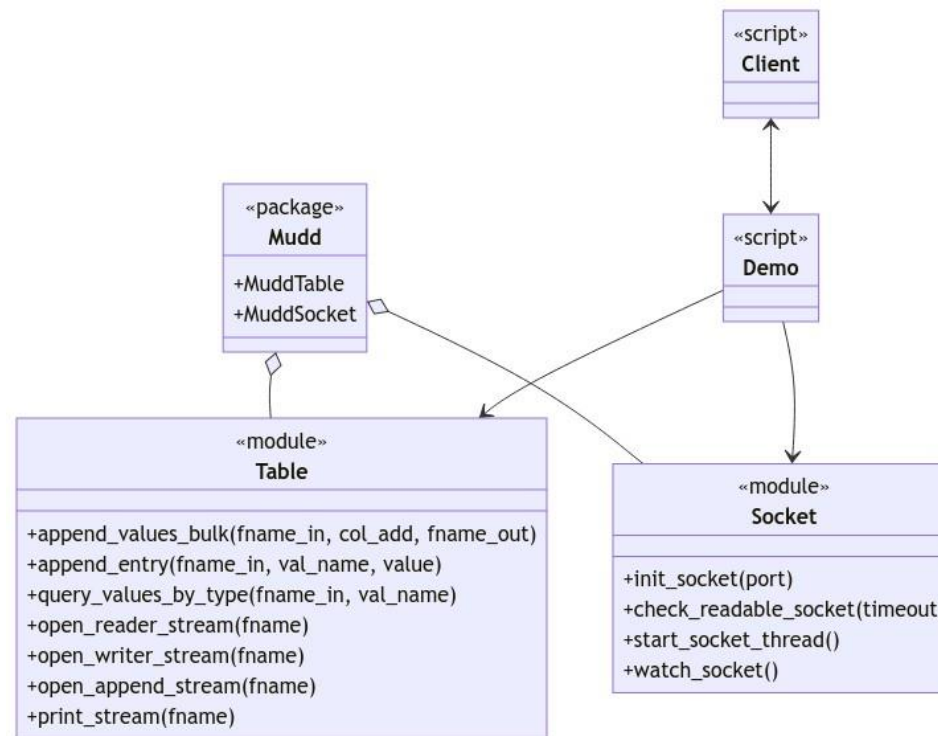 «script»
Client
«package»
Mudd
+MuddTable
+MuddSocket
«script»
Demo
«module»
Table
+append_values_bulk(fname_in, col_add, fname_out)
+append_entry(fname_in, val_name, value)
+query_values_by_type(fname_in, val_name)
+open_reader_stream(fname)
+open_writer_stream(fname)
+open_append_stream(fname)
+print_stream(fname)
«module»
Socket
+init_socket(port)
+check_readable_socket(timeout
+start_socket_thread()
+watch_socket()